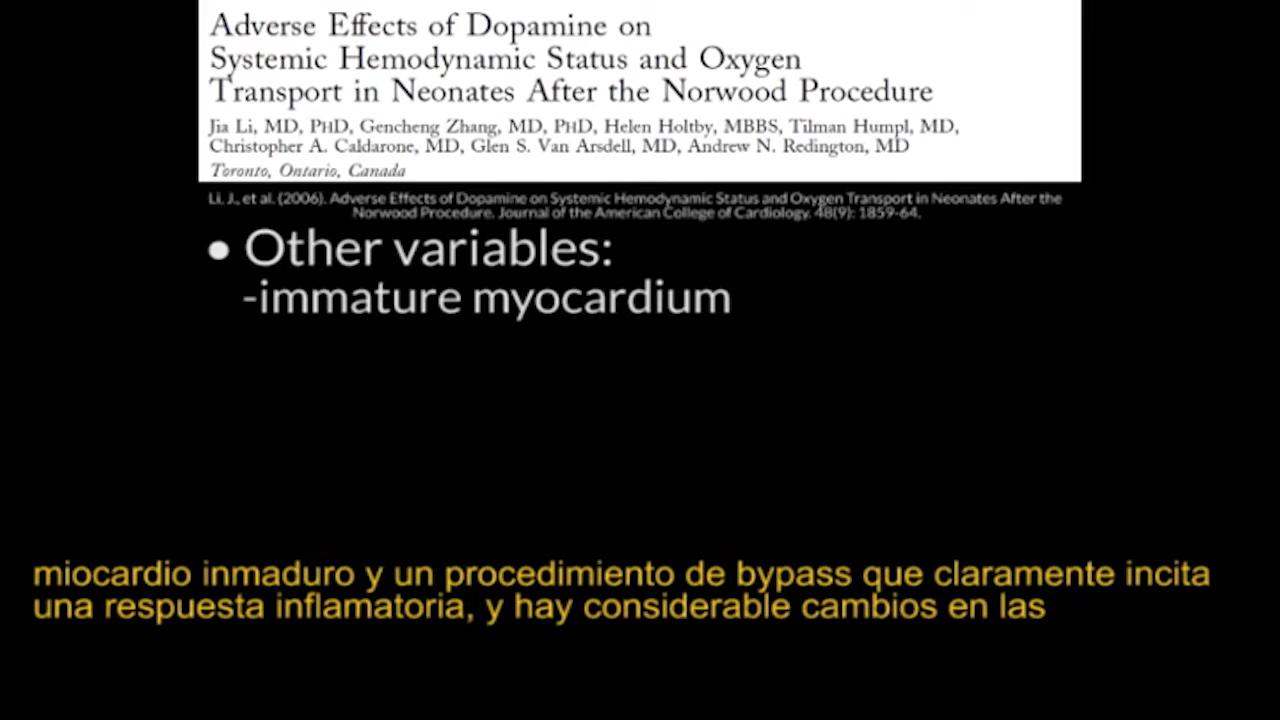 Adverse Effects of Dopamine on
Systemic Hemodynamic Status and Oxygen
Transport in Neonates After the Norwood Procedure
Jia Li, MD, PHD, Gencheng Zhang, MD, PHD, Helen Holtby, MBBS, Tilman Humpl, MD,
Christopher A. Caldarone, MD, Glen S. Van Arsdell, MD, Andrew N. Redington, MD
Toronto, Ontario, Canada
Li, J., et al. (2006). Adverse Effects of Dopamine on Systemic Hemodynamic Status and Oxygen Transport in Neonates After the
Norwood Procedure. Journal of the American College of Cardiology. 48(9): 1859-64.
• Other variables:
-immature myocardium
miocardio inmaduro y un procedimiento de bypass que claramente incita
una respuesta inflamatoria, y hay considerable cambios en las